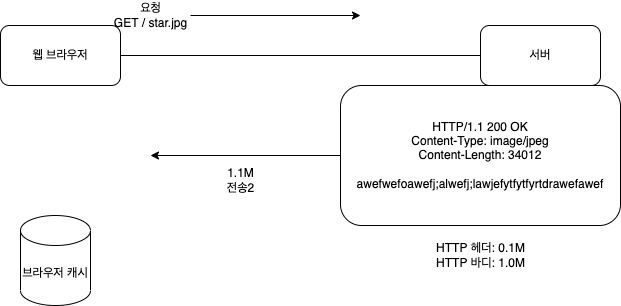 요청
GET / star.jpg
웹 브라우저
서버
HTTP/1.1 200 OK
Content-Type: image/jpeg
Content-Length: 34012
awefwefoawefj;alwefj;lawjefytfytfyrtdrawefawef
1.1M
전송2
브라우저 캐시
HTTP 헤더: 0.1M
HTTP 바디: 1.0M